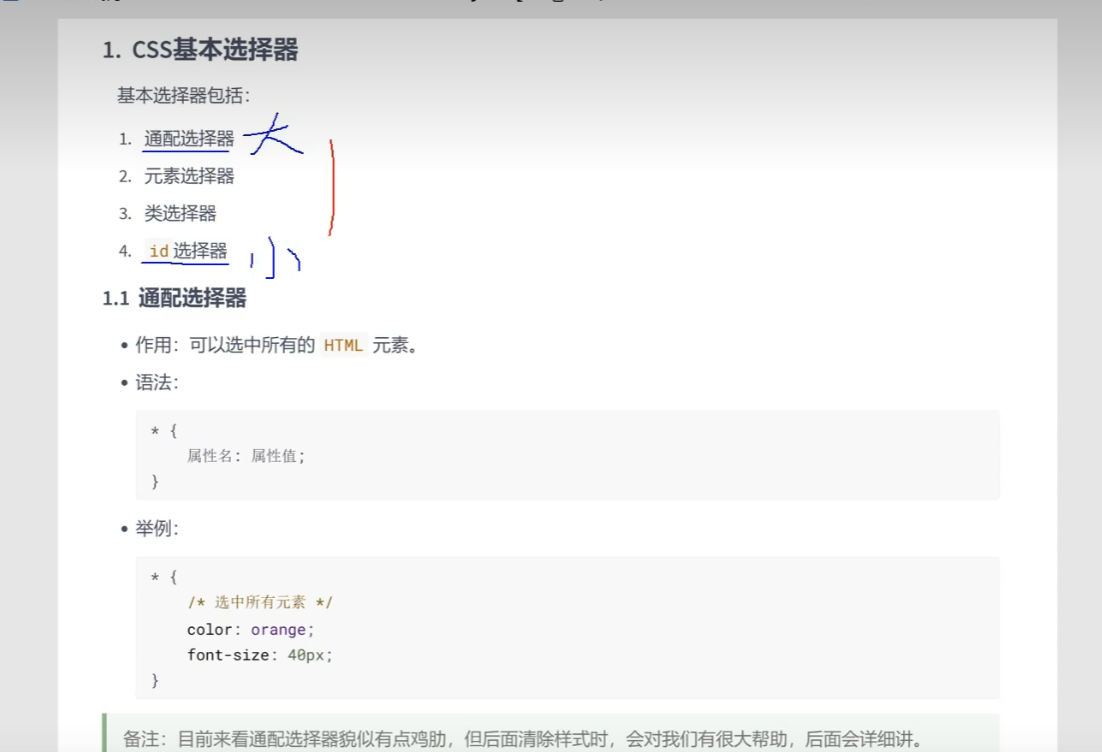 1. CSS基本选择器
基本选择器包括：
1. 通配选择器 大
2. 元素选择器
3. 类选择器
4. id 选择器 小
1.1 通配选择器
• 作用：可以选中所有的 HTML 元素。
• 语法：
* {
属性名: 属性值;
}
• 举例：
* {
/* 选中所有元素 */
color: orange;
font-size: 40px;
}
备注：目前来看通配选择器貌似有点鸡肋，但后面清除样式时，会对我们有很大帮助，后面会详细讲。